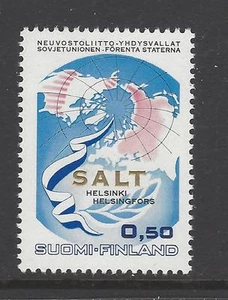 NEUVOSTOLIITTO-YHDYSVALLAT
SOVJETUNIONEN-FÖRENTA STATERNA
SALT
HELSINKI
HELSINGFORS
0,50
SUOMI-FINLAND